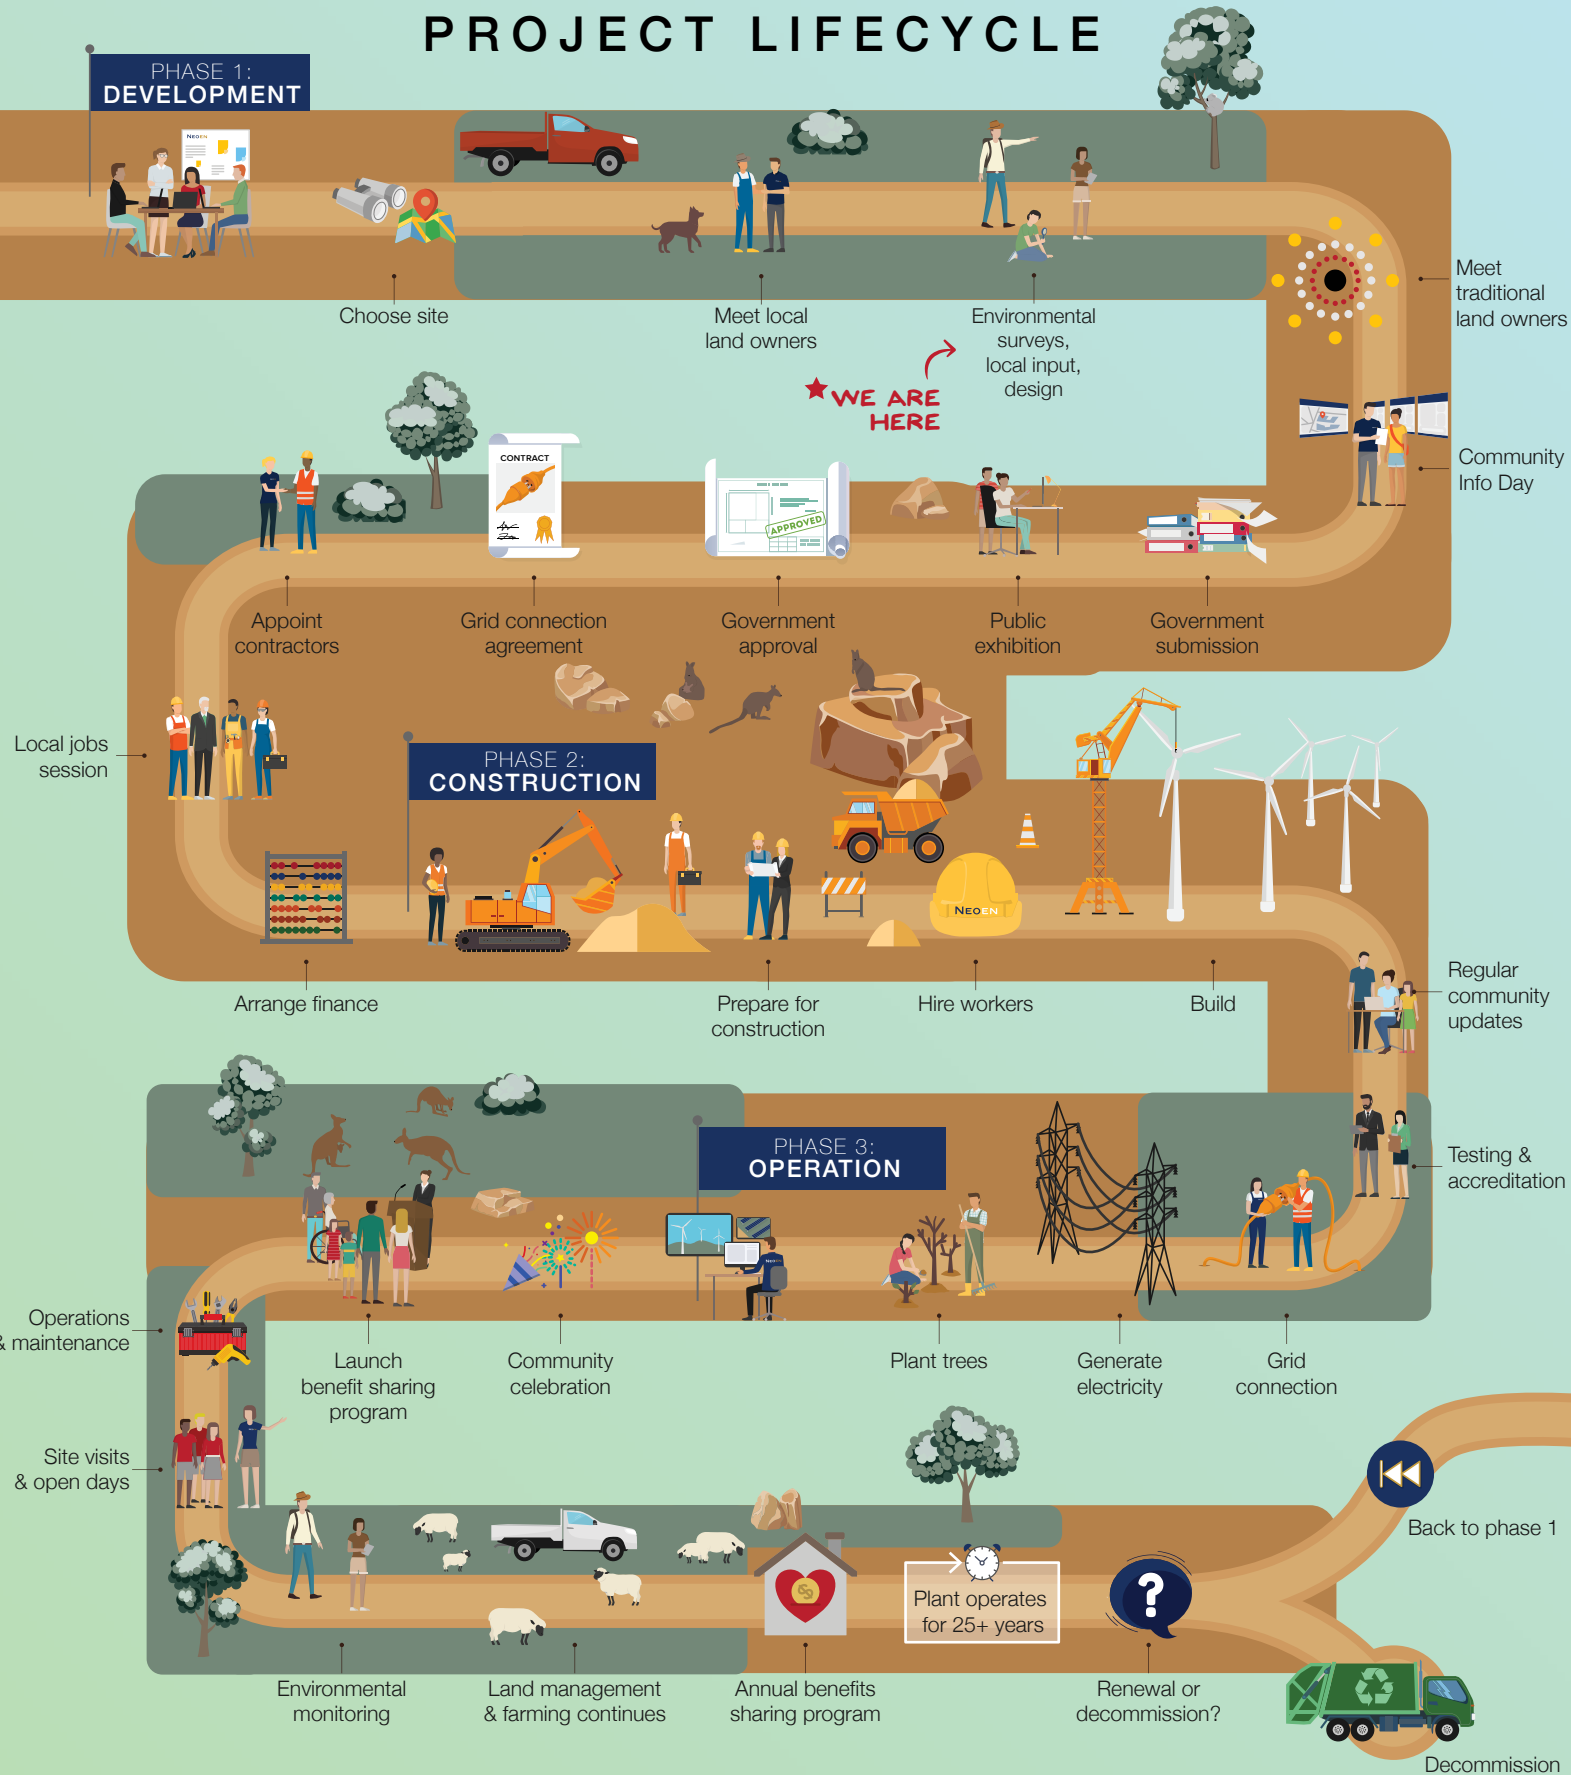 PROJECT LIFECYCLE
PHASE 1:
DEVELOPMENT
NEOEN
Choose site
Meet local
land owners
Environmental
surveys,
local input,
design
WE ARE
HERE
Meet
traditional
land owners
Community
Info Day
Government
submission
Public
exhibition
APPROVED
Government
approval
CONTRACT
Grid connection
agreement
Appoint
contractors
Local jobs
session
Arrange finance
PHASE 2:
CONSTRUCTION
Prepare for
construction
NEOEN
Hire workers
Build
Regular
community
updates
Testing &
accreditation
Grid
connection
Generate
electricity
Plant trees
PHASE 3:
OPERATION
Community
celebration
Launch
benefit sharing
program
Operations
& maintenance
Site visits
& open days
Environmental
monitoring
Land management
& farming continues
Annual benefits
sharing program
Plant operates
for 25+ years
?
Renewal or
decommission?
Back to phase 1
Decommission